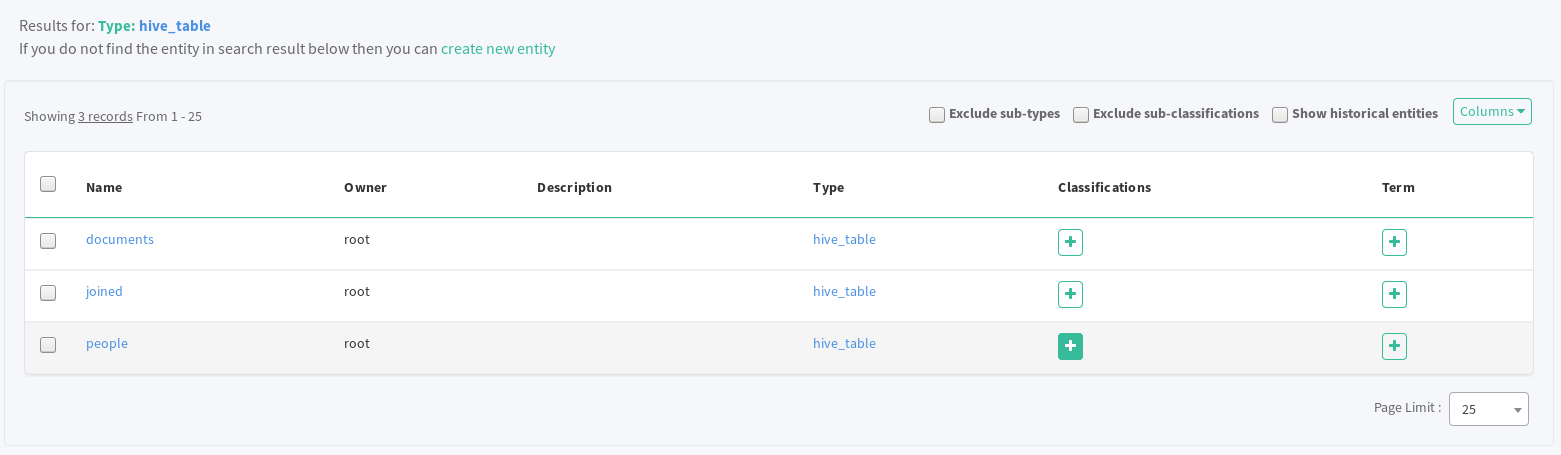 Results for: Type: hive_table
If you do not find the entity in search result below then you can create new entity
Showing 3 records From 1 - 25 Exclude sub-types Exclude sub-classifications Show historical entities Columns
Name Owner Description Type Classifications Term
documents root hive_table + +
joined root hive_table + +
people root hive_table + +
Page Limit : 25